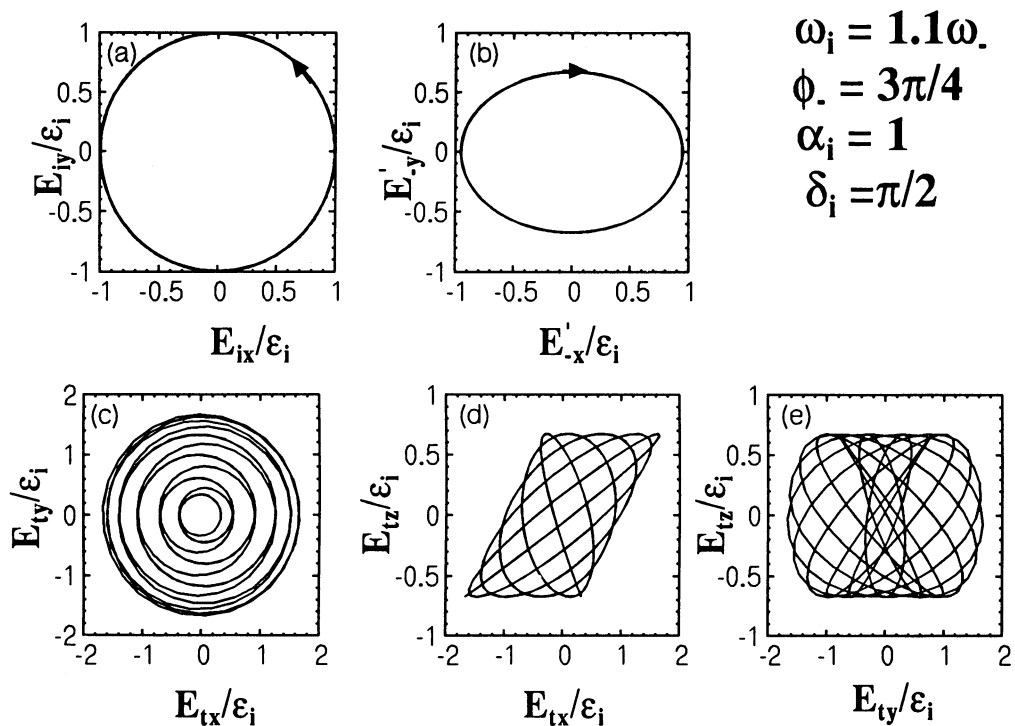 (a)
1
0.5
0
-0.5
-1
-1 -0.5 0 0.5 1
E_iy/ε_i
E_ix/ε_i
(b)
1
0.5
0
-0.5
-1
-1 -0.5 0 0.5 1
E'_-y/ε_i
E'_-x/ε_i
ω_i = 1.1ω_-
ϕ_- = 3π/4
α_i = 1
δ_i =π/2
(c)
2
1
0
-1
-2
-2 -1 0 1 2
E_ty/ε_i
E_tx/ε_i
(d)
1
0.5
0
-0.5
-1
-2 -1 0 1 2
E_tz/ε_i
E_tx/ε_i
(e)
1
0.5
0
-0.5
-1
-2 -1 0 1 2
E_tz/ε_i
E_ty/ε_i